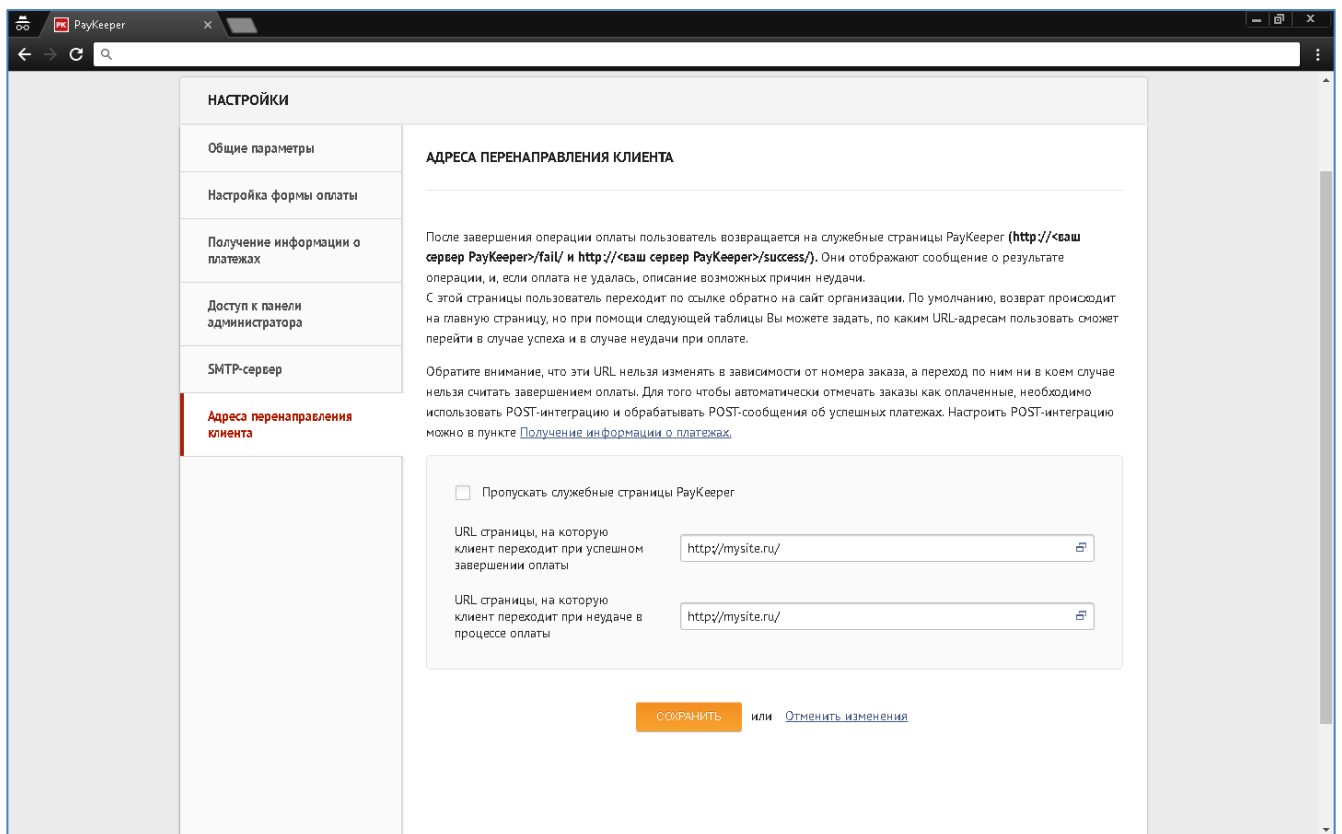 PK PayKeeper
НАСТРОЙКИ
Общие параметры
Настройка формы оплаты
Получение информации о
платежах
Доступ к панели
администратора
SMTP-сервер
Адреса перенаправления
клиента
АДРЕСА ПЕРЕНАПРАВЛЕНИЯ КЛИЕНТА
После завершения операции оплаты пользователь возвращается на служебные страницы PayKeeper (http://<ваш
сервер PayKeeper>/fail/ и http://<ваш сервер PayKeeper>/success/). Они отображают сообщение о результате
операции, и, если оплата не удалась, описание возможных причин неудачи.
С этой страницы пользователь переходит по ссылке обратно на сайт организации. По умолчанию, возврат происходит
на главную страницу, но при помощи следующей таблицы Вы можете задать, по каким URL-адресам пользовать сможет
перейти в случае успеха и в случае неудачи при оплате.
Обратите внимание, что эти URL нельзя изменять в зависимости от номера заказа, а переход по ним ни в коем случае
нельзя считать завершением оплаты. Для того чтобы автоматически отмечать заказы как оплаченные, необходимо
использовать POST-интеграцию и обрабатывать POST-сообщения об успешных платежах. Настроить POST-интеграцию
можно в пункте Получение информации о платежах.
Пропускать служебные страницы PayKeeper
URL страницы, на которую
клиент переходит при успешном
завершении оплаты
http://mysite.ru/
URL страницы, на которую
клиент переходит при неудаче в
процессе оплаты
http://mysite.ru/
СОХРАНИТЬ или Отменить изменения